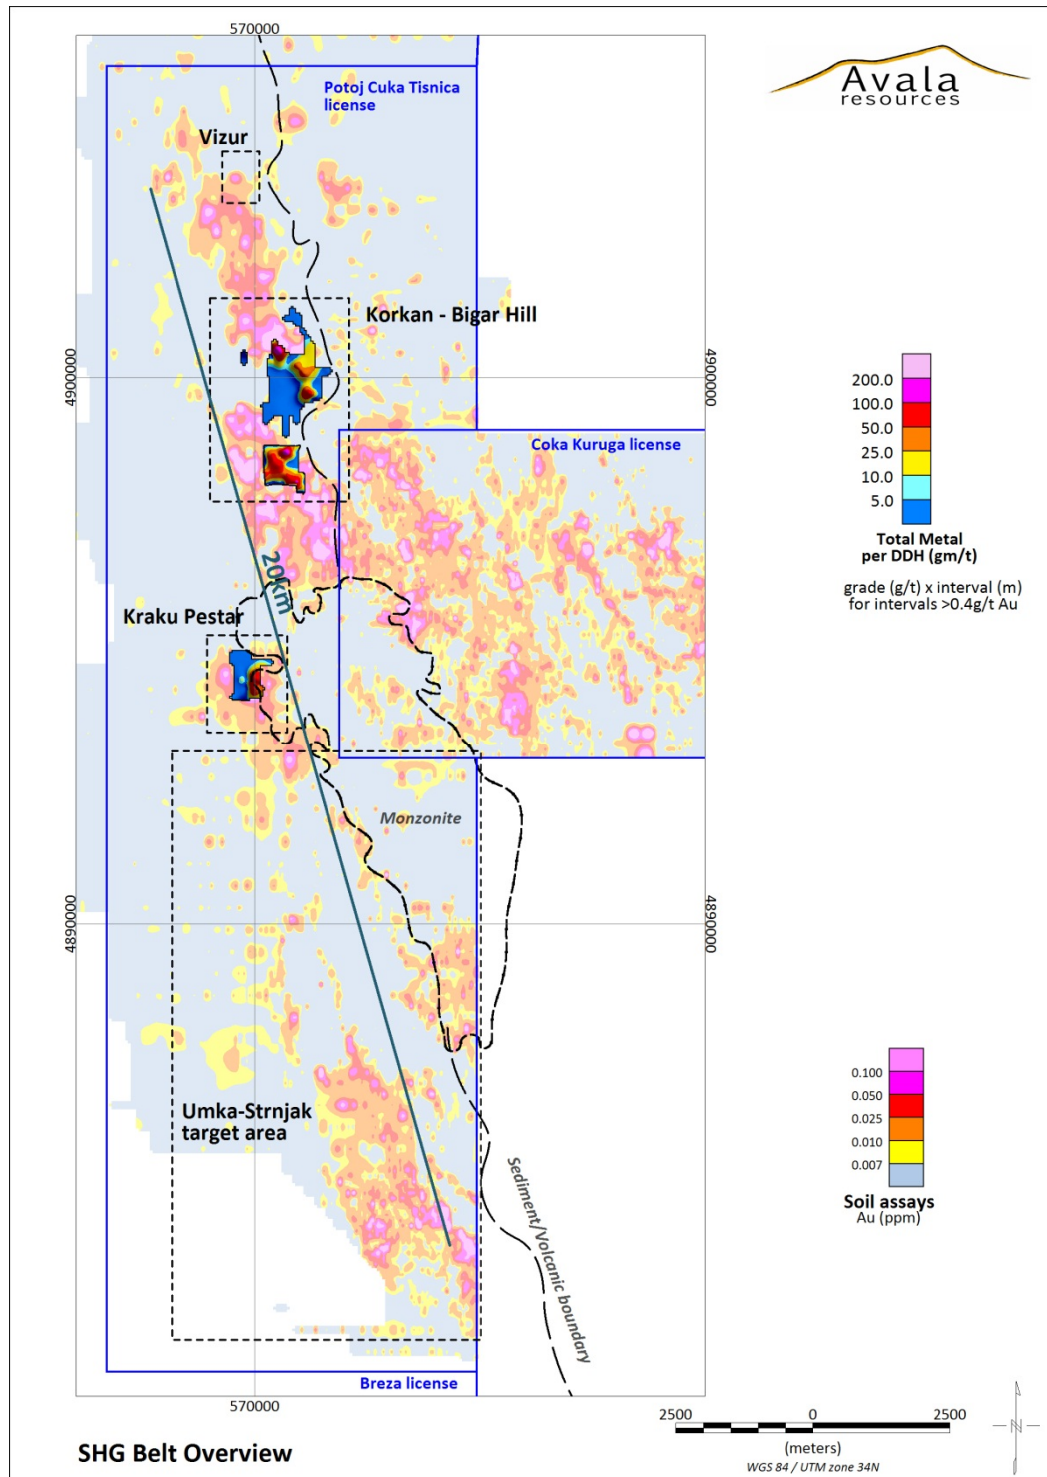 570000
Avala
resources
Potoj Cuka Tisnica
license
Vizur
Korkan - Bigar Hill
4900000
4900000
200.0
100.0
50.0
25.0
10.0
5.0
Total Metal
per DDH (gm/t)
grade (g/t) x interval (m)
for intervals >0.4g/t Au
Coka Kuruga license
20km
Kraku Pestar
Monzonite
4890000
4890000
Umka-Strnjak
target area
0.100
0.050
0.025
0.010
0.007
Soil assays
Au (ppm)
Sediment/Volcanic boundary
Breza license
570000
SHG Belt Overview
2500
0
2500
(meters)
WGS 84 / UTM zone 34N
N